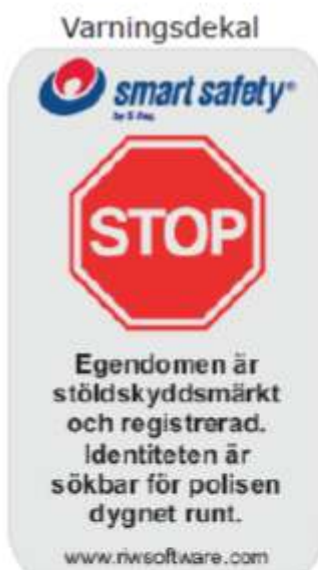 Varningsdekal
smart safety®
STOP
Egendomen är
stöldskyddsmärkt
och registrerad.
Identiteten är
sökbar för polisen
dygnet runt.
www.riwsoftware.com